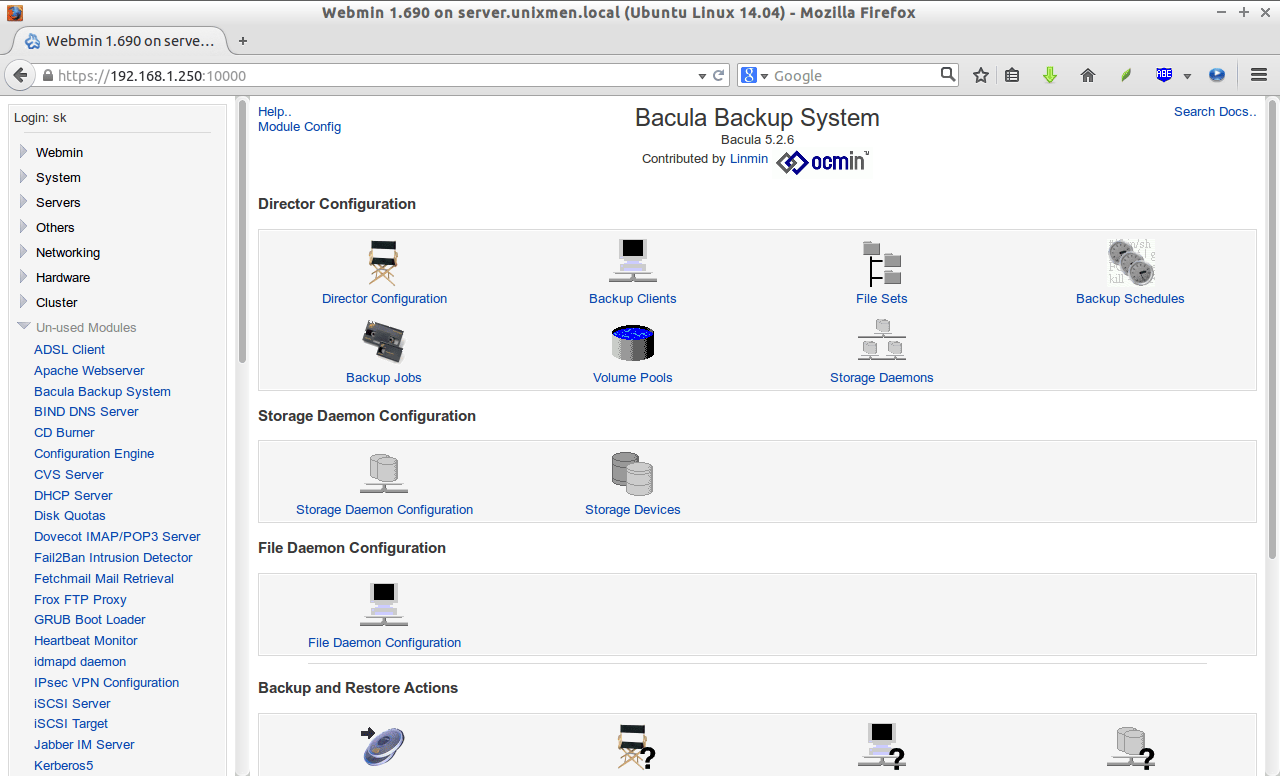 Webmin 1.690 on server.unixmen.local (Ubuntu Linux 14.04) - Mozilla Firefox
Webmin 1.690 on serve...
https://192.168.1.250:10000
Google
ABE
Login: sk
Webmin
System
Servers
Others
Networking
Hardware
Cluster
Un-used Modules
ADSL Client
Apache Webserver
Bacula Backup System
BIND DNS Server
CD Burner
Configuration Engine
CVS Server
DHCP Server
Disk Quotas
Dovecot IMAP/POP3 Server
Fail2Ban Intrusion Detector
Fetchmail Mail Retrieval
Frox FTP Proxy
GRUB Boot Loader
Heartbeat Monitor
idmapd daemon
IPsec VPN Configuration
iSCSI Server
iSCSI Target
Jabber IM Server
Kerberos5
Help..
Module Config
Bacula Backup System
Bacula 5.2.6
Contributed by Linmin ocmin
Search Docs..
Director Configuration
Director Configuration
Backup Clients
File Sets
Backup Schedules
Backup Jobs
Volume Pools
Storage Daemons
Storage Daemon Configuration
Storage Daemon Configuration
Storage Devices
File Daemon Configuration
File Daemon Configuration
Backup and Restore Actions